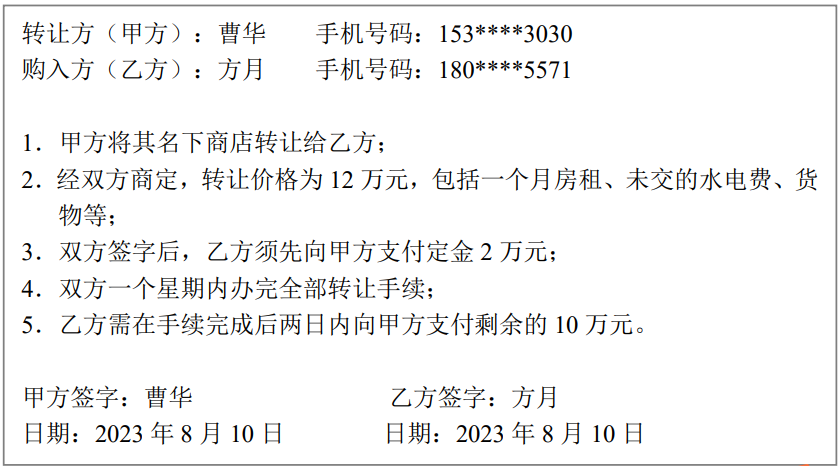 转让方（甲方）：曹华 手机号码：153****3030
购入方（乙方）：方月 手机号码：180****5571
1．甲方将其名下商店转让给乙方；
2．经双方商定，转让价格为 12 万元，包括一个月房租、未交的水电费、货
物等；
3．双方签字后，乙方须先向甲方支付定金 2 万元；
4．双方一个星期内办完全部转让手续；
5．乙方需在手续完成后两日内向甲方支付剩余的 10 万元。
甲方签字：曹华 乙方签字：方月
日期：2023 年 8 月 10 日 日期：2023 年 8 月 10 日